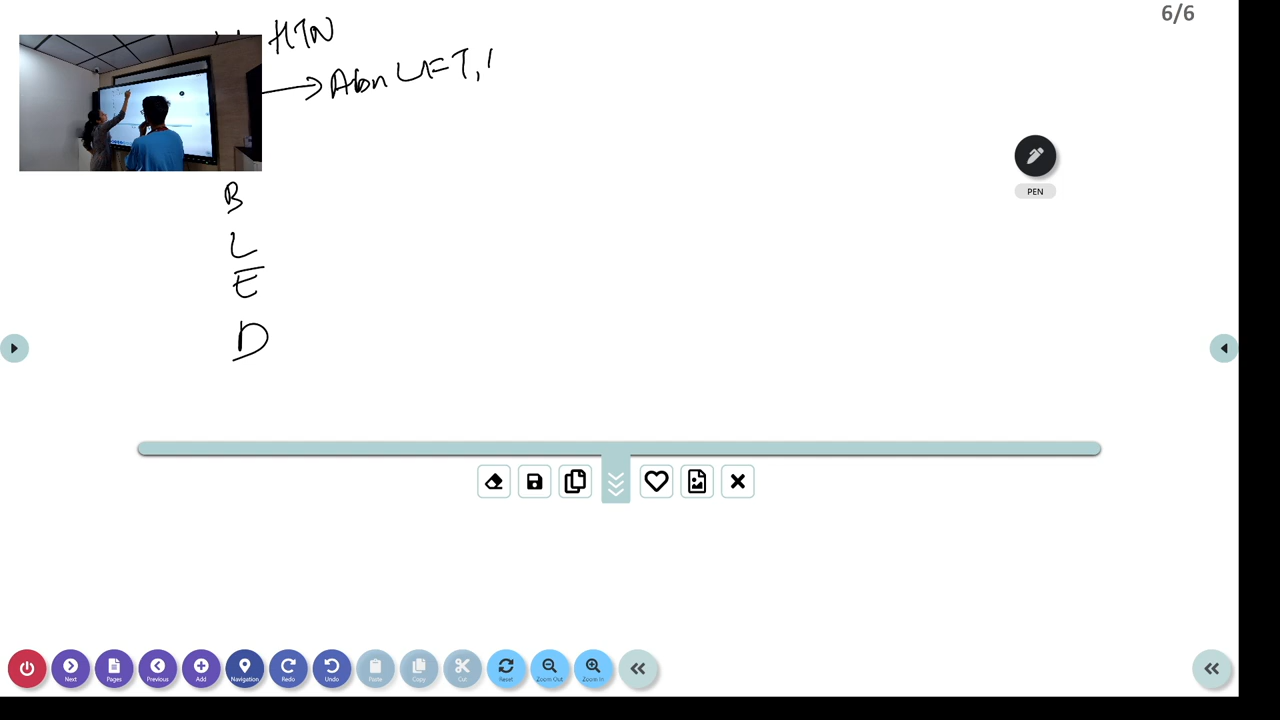 6/6
HTN
→ Abn LFT,
PEN
B
L
E
D
Next
Pages
Previous
Add
Navigation
Redo
Undo
Paste
Copy
Cut
Reset
Zoom Out
Zoom In